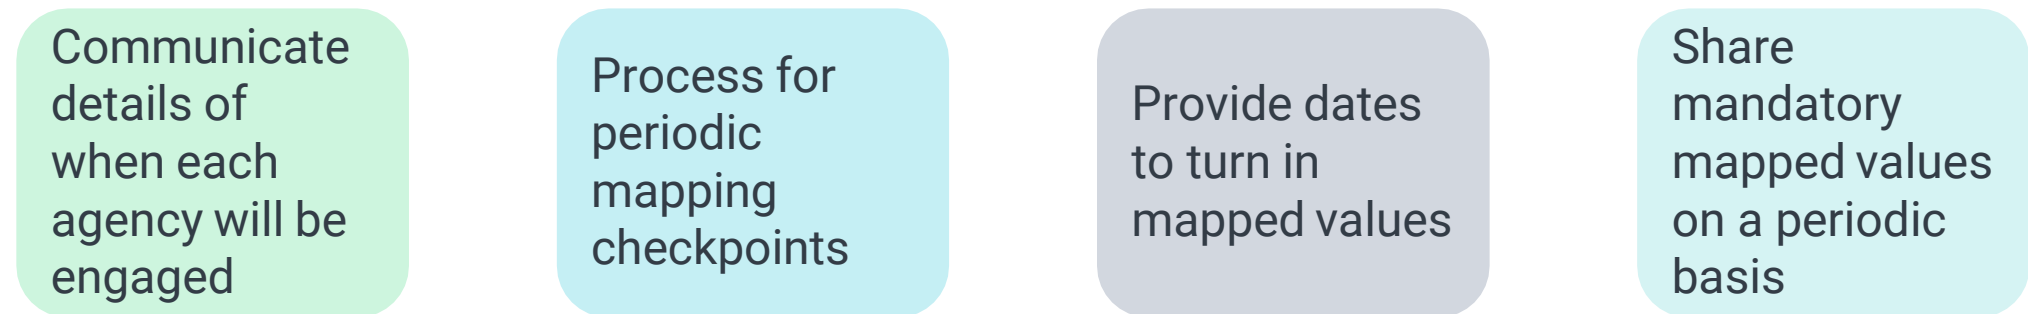 Communicate
details of
when each
agency will be
engaged
Process for
periodic
mapping
checkpoints
Provide dates
to turn in
mapped values
Share
mandatory
mapped values
on a periodic
basis